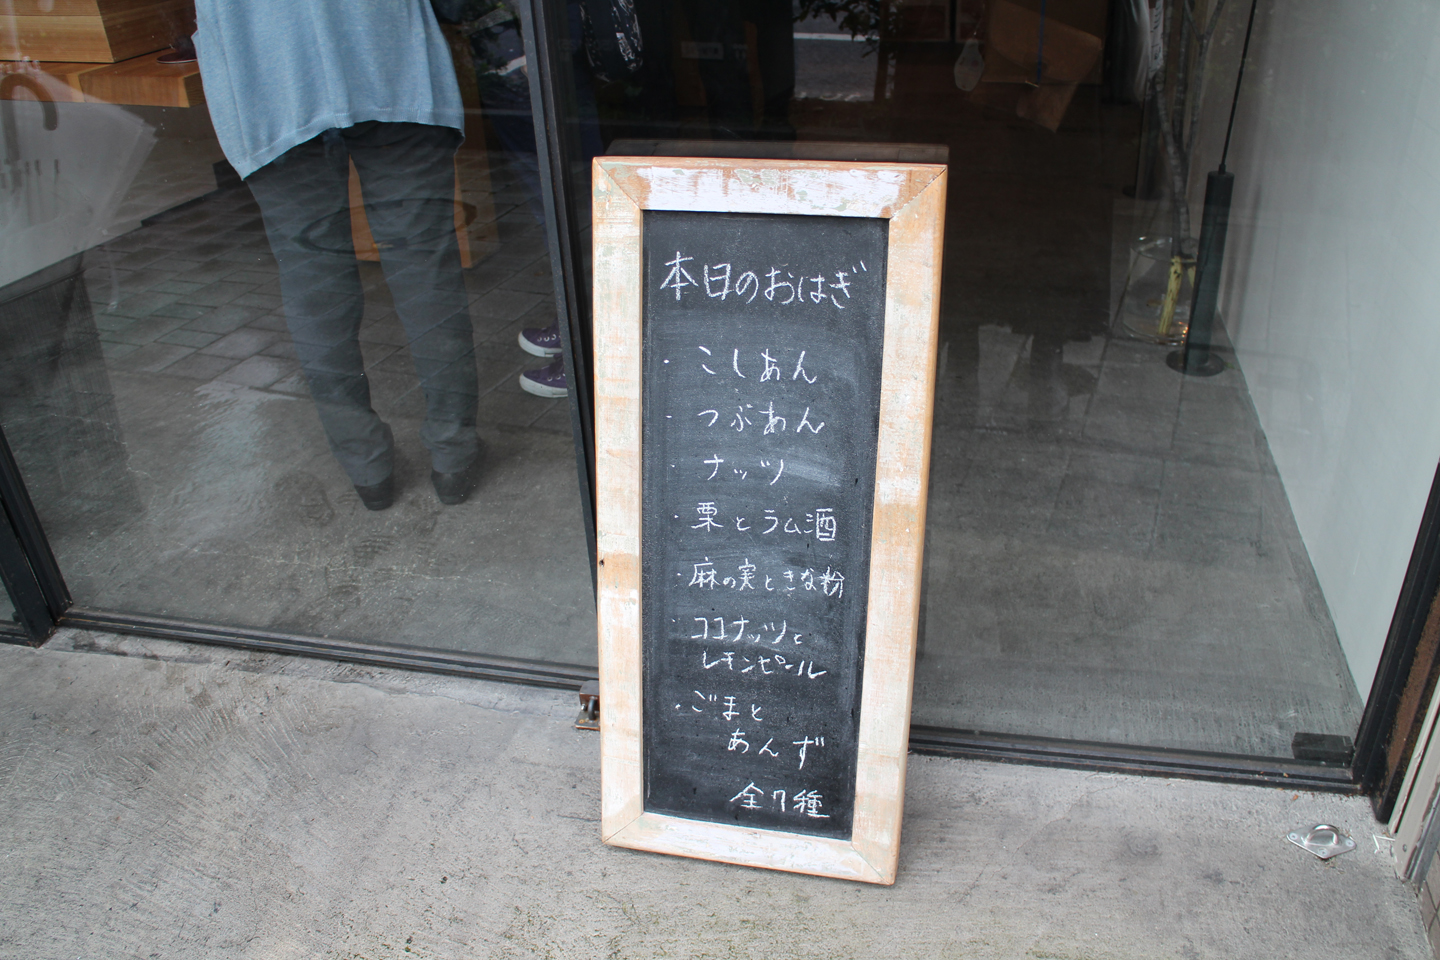 本日のおはぎ
・こしあん
・つぶあん
・ナッツ
・栗とラム酒
・麻の実ときな粉
・ココナッツと
レモンピール
・ごまと
あんず
全7種